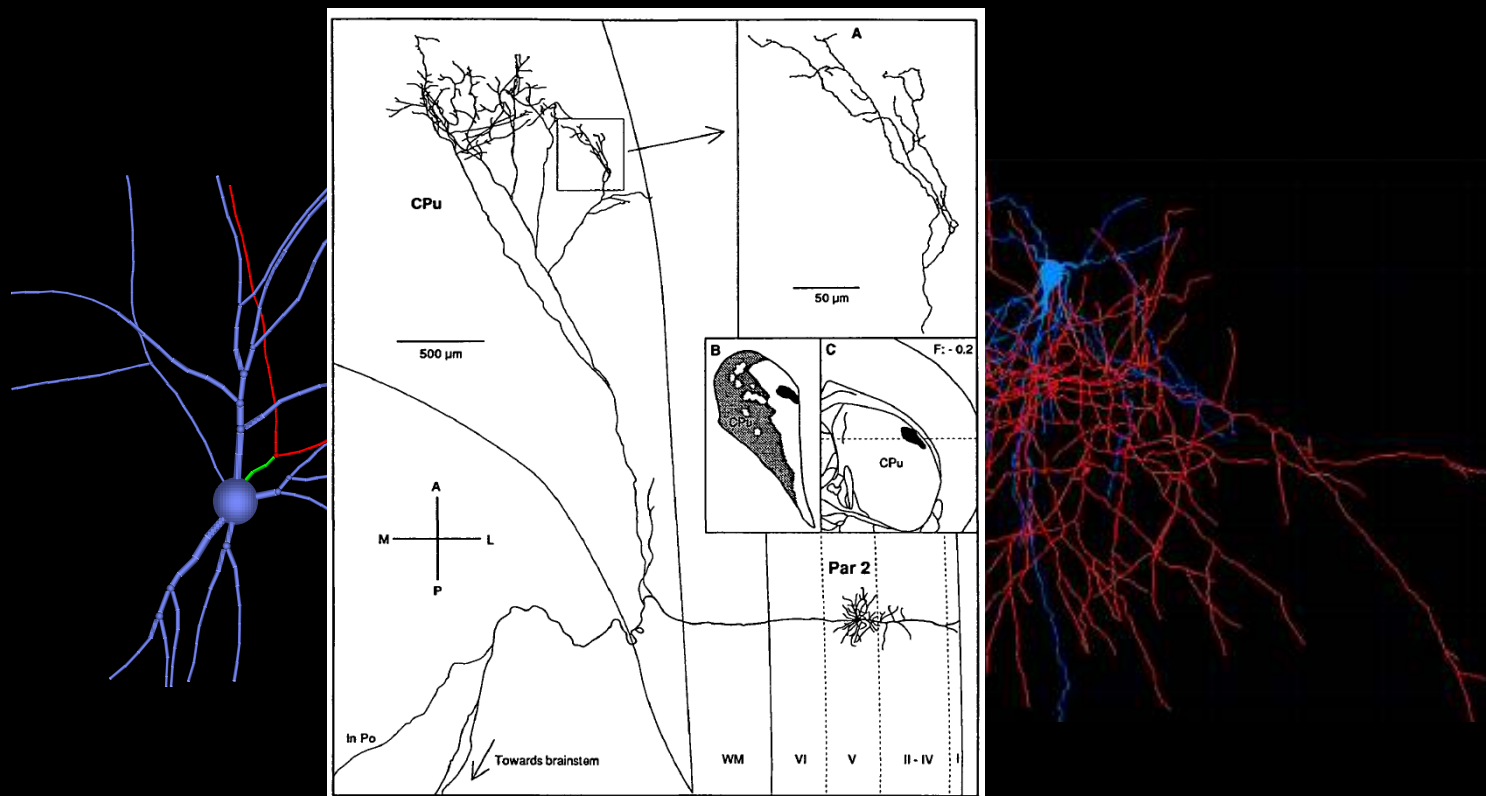 A
CPu
50 µm
500 µm
B
C
F: - 0.2
CPu
CPu
A
M
L
P
Par 2
In Po
Towards brainstem
WM
VI
V
II - IV
I